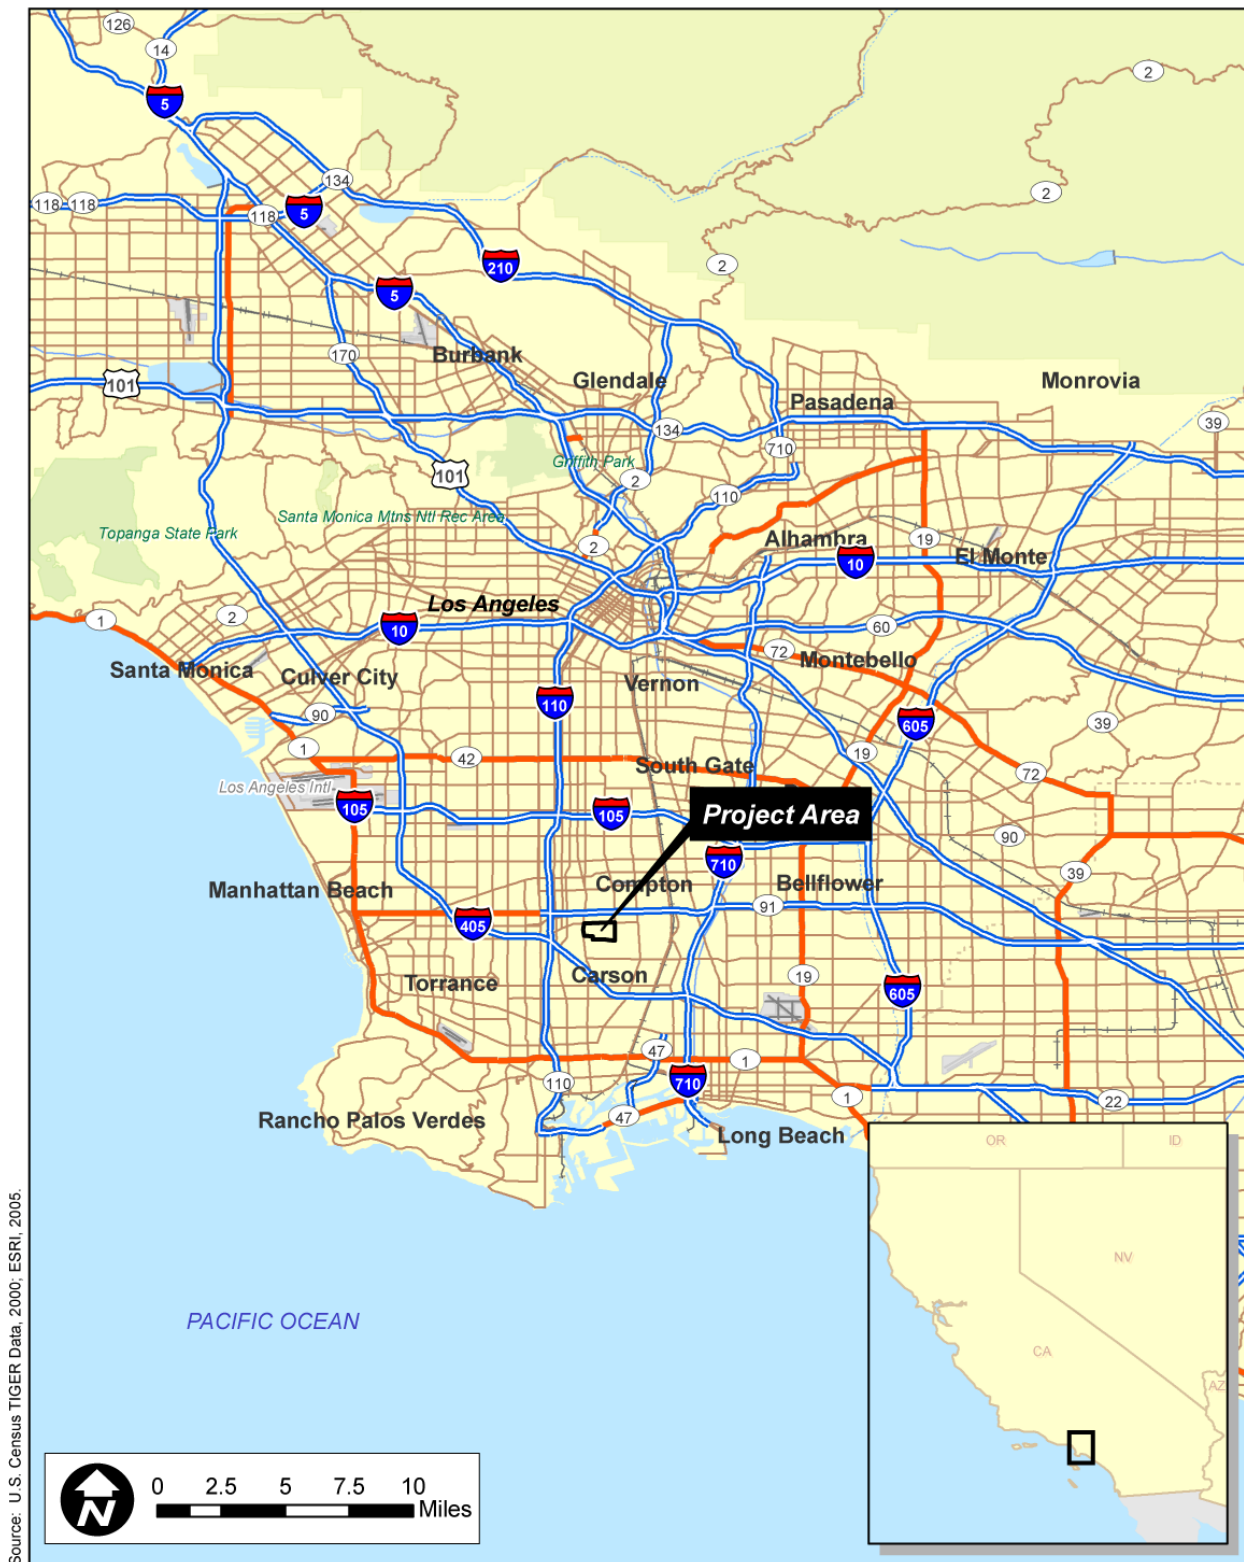 126
14
2
5
2
134
118 118
118
5
2
210
5
170
Burbank
Glendale
Monrovia
101
Pasadena
39
134
710
Griffith Park
101
2
110
Santa Monica Mtns Ntl Rec Area
Topanga State Park
2
Alhambra
19
El Monte
10
Los Angeles
1
2
10
60
72
Montebello
Santa Monica
Culver City
Vernon
110
90
605
39
1
42
19
South Gate
72
Los Angeles Intl
105
105
Project Area
90
710
39
Manhattan Beach
Compton
Bellflower
91
405
Torrance
Carson
19
605
47
1
110
710
1
22
Rancho Palos Verdes
47
Long Beach
OR
ID
NV
CA
AZ
PACIFIC OCEAN
N
0 2.5 5 7.5 10
Miles
Source: U.S. Census TIGER Data, 2000; ESRI, 2005.